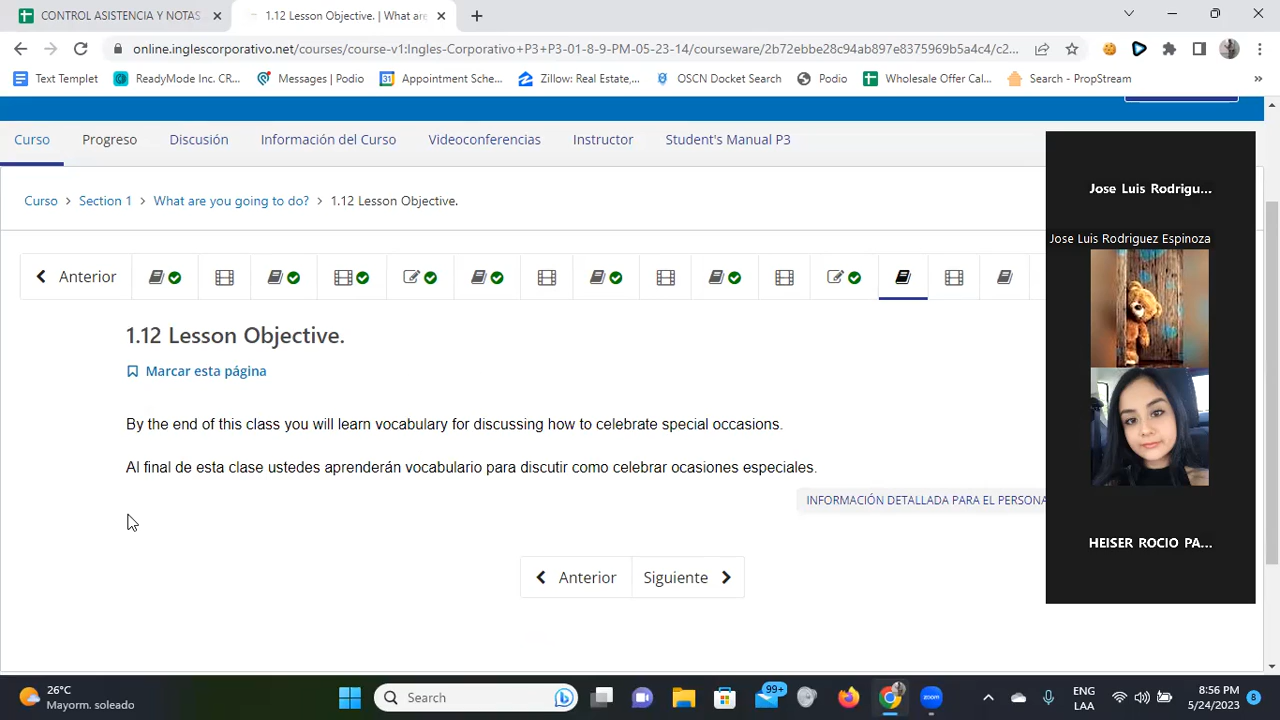 CONTROL ASISTENCIA Y NOTAS
1.12 Lesson Objective. | What are
online.inglescorporativo.net/courses/course-v1:Ingles-Corporativo+P3+P3-01-8-9-PM-05-23-14/courseware/2b72ebbe28c94ab897e8375969b5a4c4/c2...
Text Templet
ReadyMode Inc. CR...
Messages | Podio
Appointment Sche...
Zillow: Real Estate,...
OSCN Docket Search
Podio
Wholesale Offer Cal...
Search - PropStream
Curso
Progreso
Discusión
Información del Curso
Videoconferencias
Instructor
Student's Manual P3
Curso > Section 1 > What are you going to do? > 1.12 Lesson Objective.
Anterior
1.12 Lesson Objective.
Marcar esta página
By the end of this class you will learn vocabulary for discussing how to celebrate special occasions.
Al final de esta clase ustedes aprenderán vocabulario para discutir como celebrar ocasiones especiales.
INFORMACIÓN DETALLADA PARA EL PERSONA
Anterior
Siguiente
Jose Luis Rodrigu...
Jose Luis Rodriguez Espinoza
HEISER ROCIO PA...
26°C
Mayorm. soleado
Search
99+
zoom
ENG
LAA
8:56 PM
5/24/2023
8